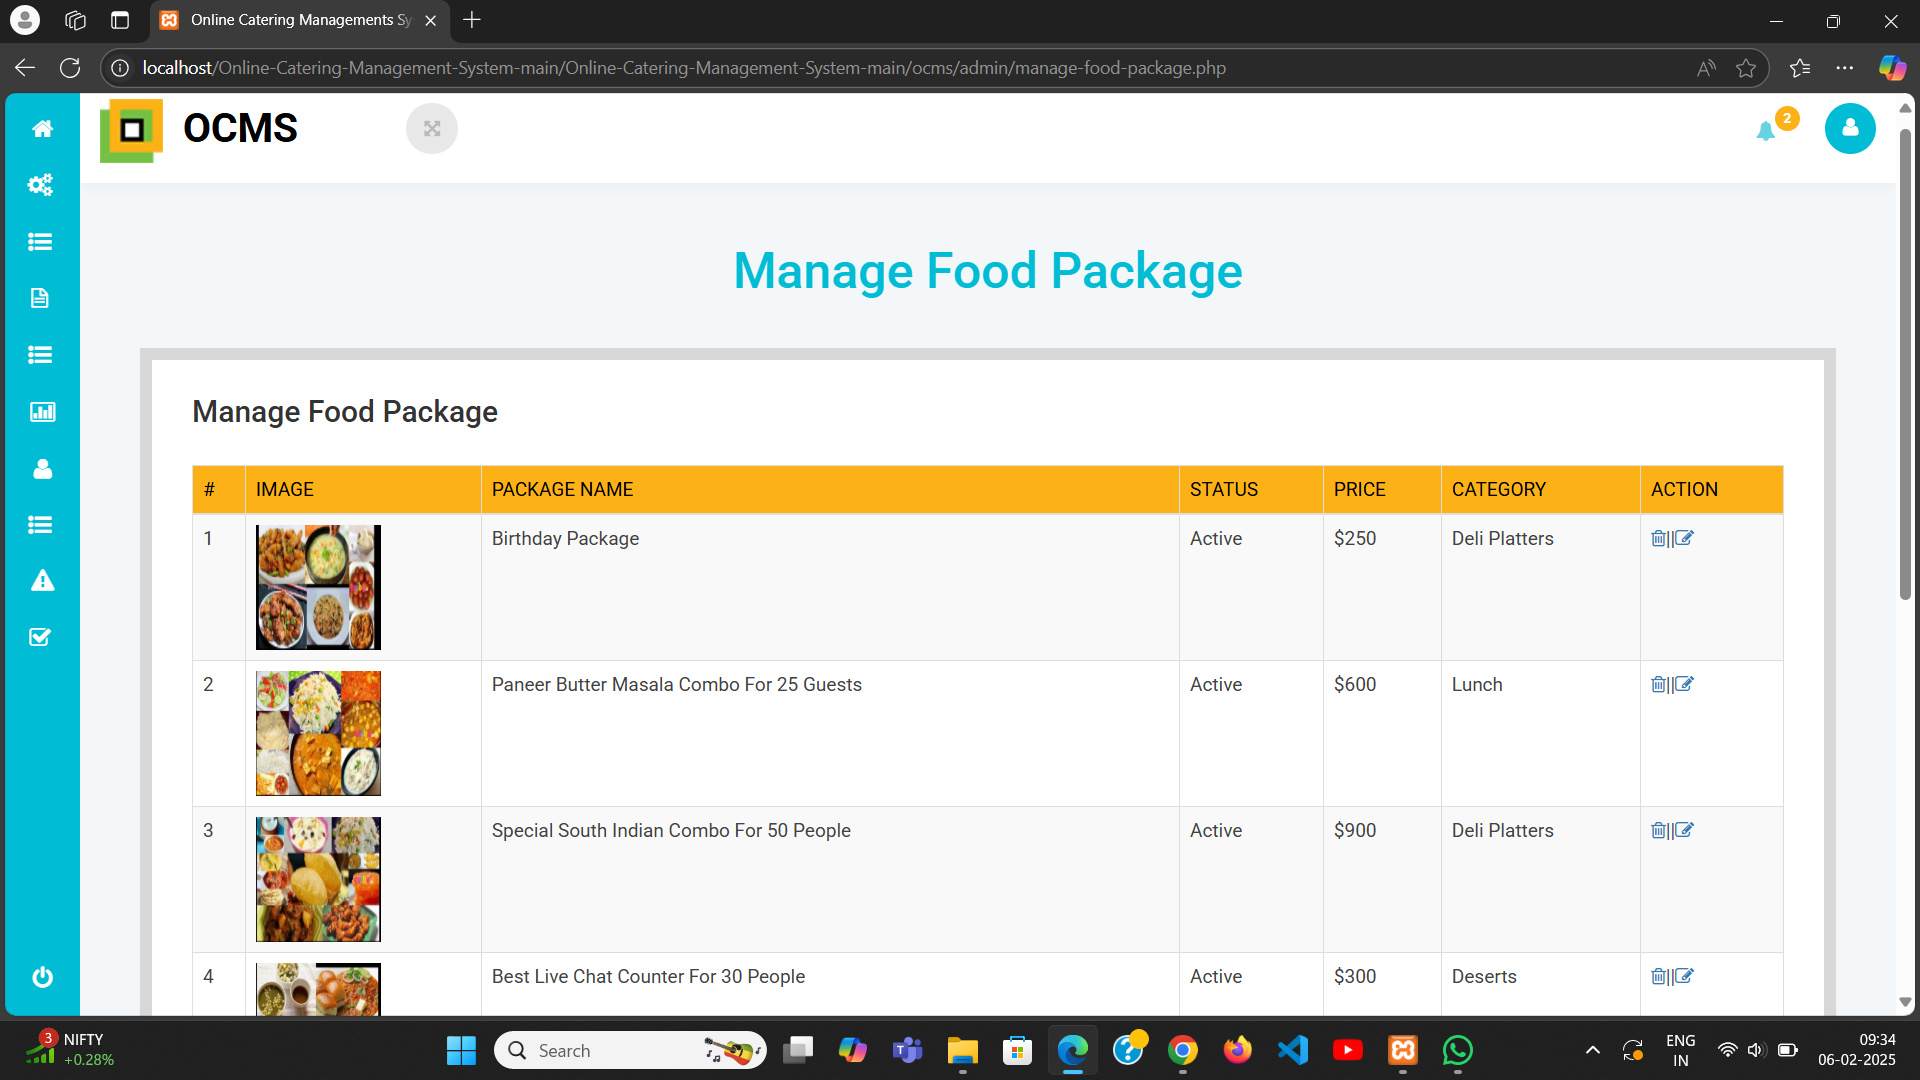 Online Catering Managements Sy
localhost/Online-Catering-Management-System-main/Online-Catering-Management-System-main/ocms/admin/manage-food-package.php
OCMS
2
Manage Food Package
Manage Food Package
# IMAGE PACKAGE NAME STATUS PRICE CATEGORY ACTION
1 Birthday Package Active $250 Deli Platters ||
2 Paneer Butter Masala Combo For 25 Guests Active $600 Lunch ||
3 Special South Indian Combo For 50 People Active $900 Deli Platters ||
4 Best Live Chat Counter For 30 People Active $300 Deserts ||
3 NIFTY
+0.28%
Search
ENG
IN
09:34
06-02-2025